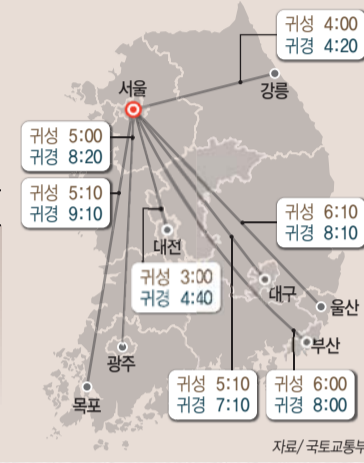 귀성 4:00
귀경 4:20
서울
강릉
귀성 5:00
귀경 8:20
귀성 5:10
귀경 9:10
귀성 6:10
귀경 8:10
대전
귀성 3:00
귀경 4:40
대구
울산
부산
광주
목포
귀성 5:10
귀경 7:10
귀성 6:00
귀경 8:00
자료/국토교통부